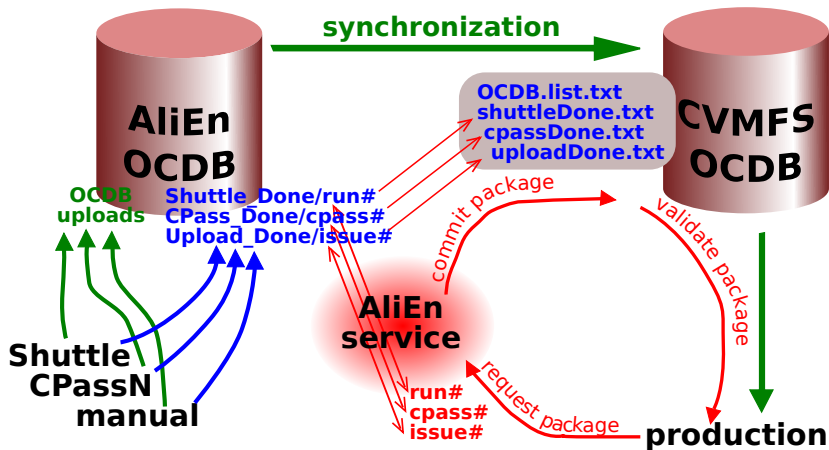 synchronization
AliEn
OCDB
OCDB.list.txt
shuttleDone.txt
cpassDone.txt
uploadDone.txt
CVMFS
OCDB
OCDB
uploads
Shuttle_Done/run#
CPass_Done/cpass#
Upload_Done/issue#
commit package
validate package
AliEn
service
Shuttle
CPassN
manual
run#
cpass#
issue#
request package
production